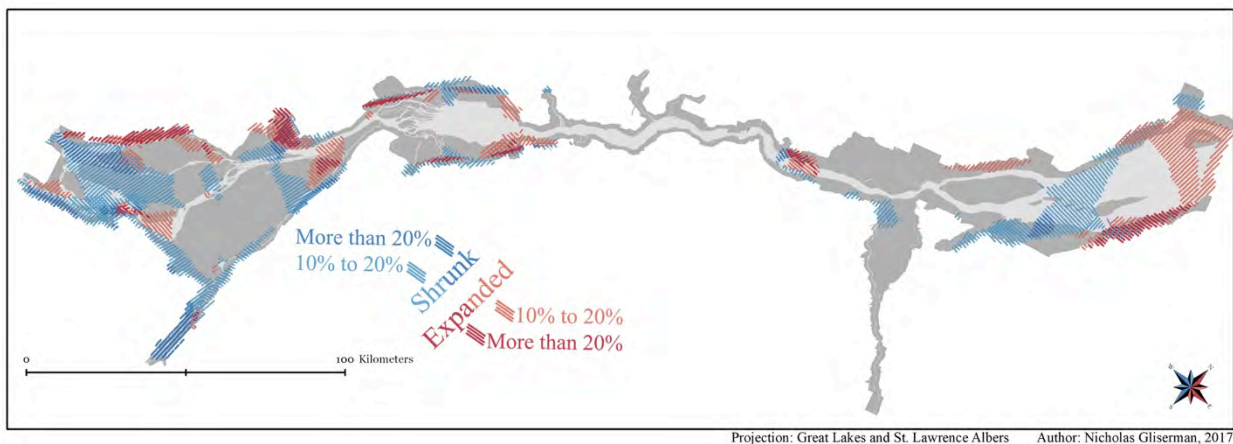 More than 20%
10% to 20%
Shrunk
Expanded
10% to 20%
More than 20%
0
100 Kilometers
Projection: Great Lakes and St. Lawrence Albers
Author: Nicholas Gliserman, 2017